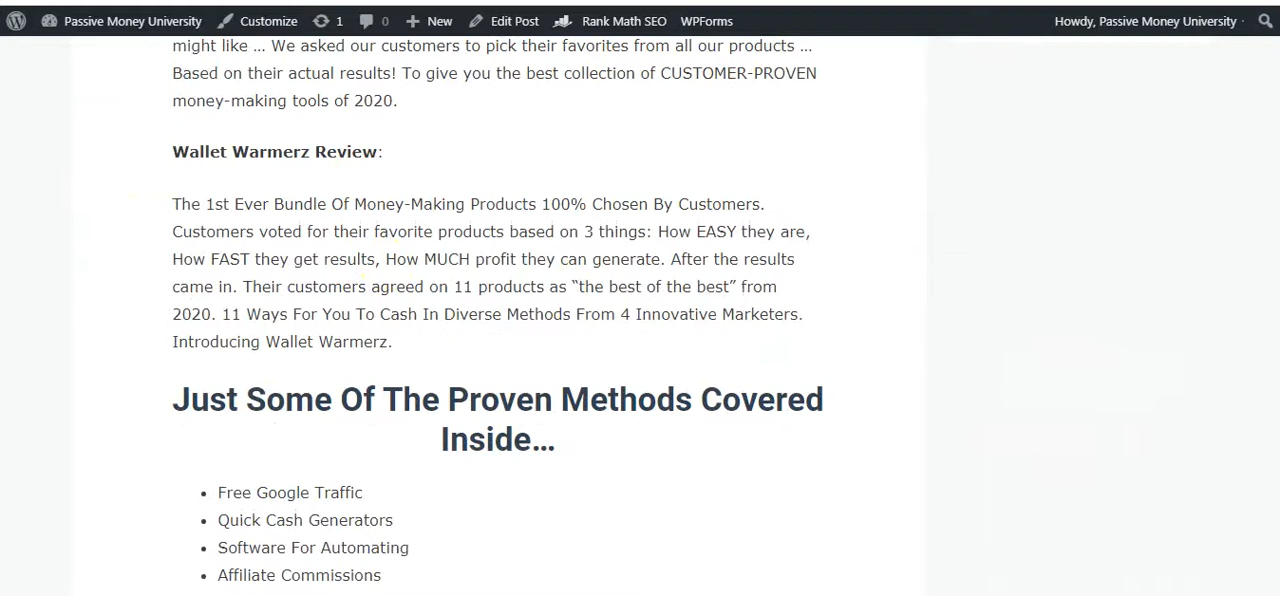 Passive Money University Customize 1 0 New Edit Post Rank Math SEO WPForms Howdy, Passive Money University
might like ... We asked our customers to pick their favorites from all our products ...
Based on their actual results! To give you the best collection of CUSTOMER-PROVEN
money-making tools of 2020.
Wallet Warmerz Review:
The 1st Ever Bundle Of Money-Making Products 100% Chosen By Customers.
Customers voted for their favorite products based on 3 things: How EASY they are,
How FAST they get results, How MUCH profit they can generate. After the results
came in. Their customers agreed on 11 products as “the best of the best” from
2020. 11 Ways For You To Cash In Diverse Methods From 4 Innovative Marketers.
Introducing Wallet Warmerz.
Just Some Of The Proven Methods Covered
Inside...
• Free Google Traffic
• Quick Cash Generators
• Software For Automating
• Affiliate Commissions